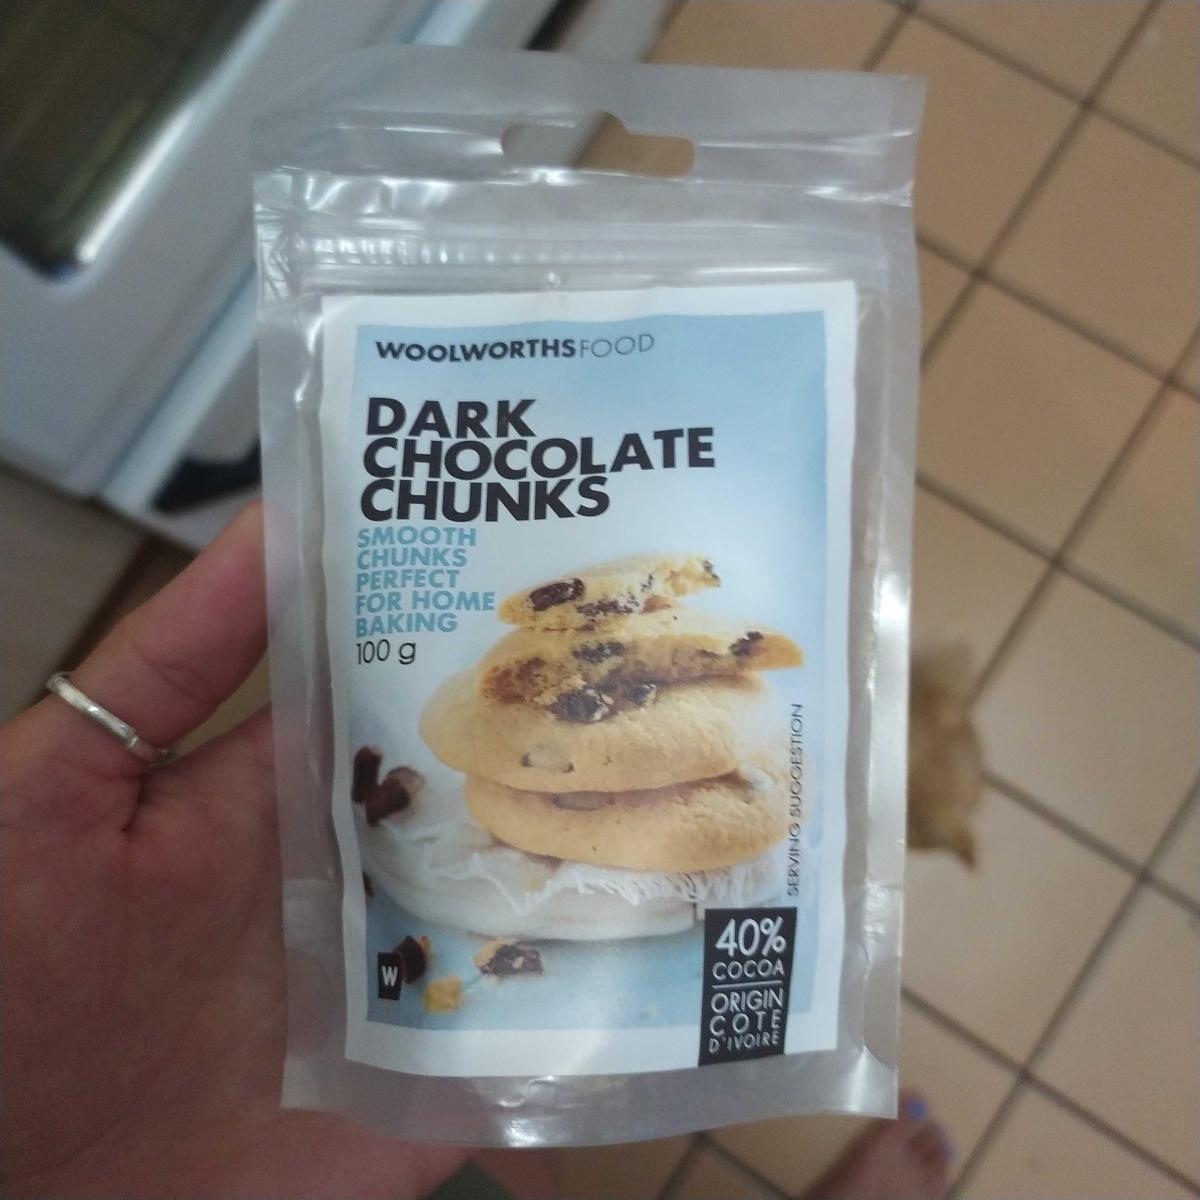 WOOLWORTHSFOOD
DARK
CHOCOLATE
CHUNKS
SMOOTH
CHUNKS
PERFECT
FOR HOME
BAKING
100 g
SERVING SUGGESTION
W
40%
COCOA
ORIGIN
COTE
D'IVOIRE